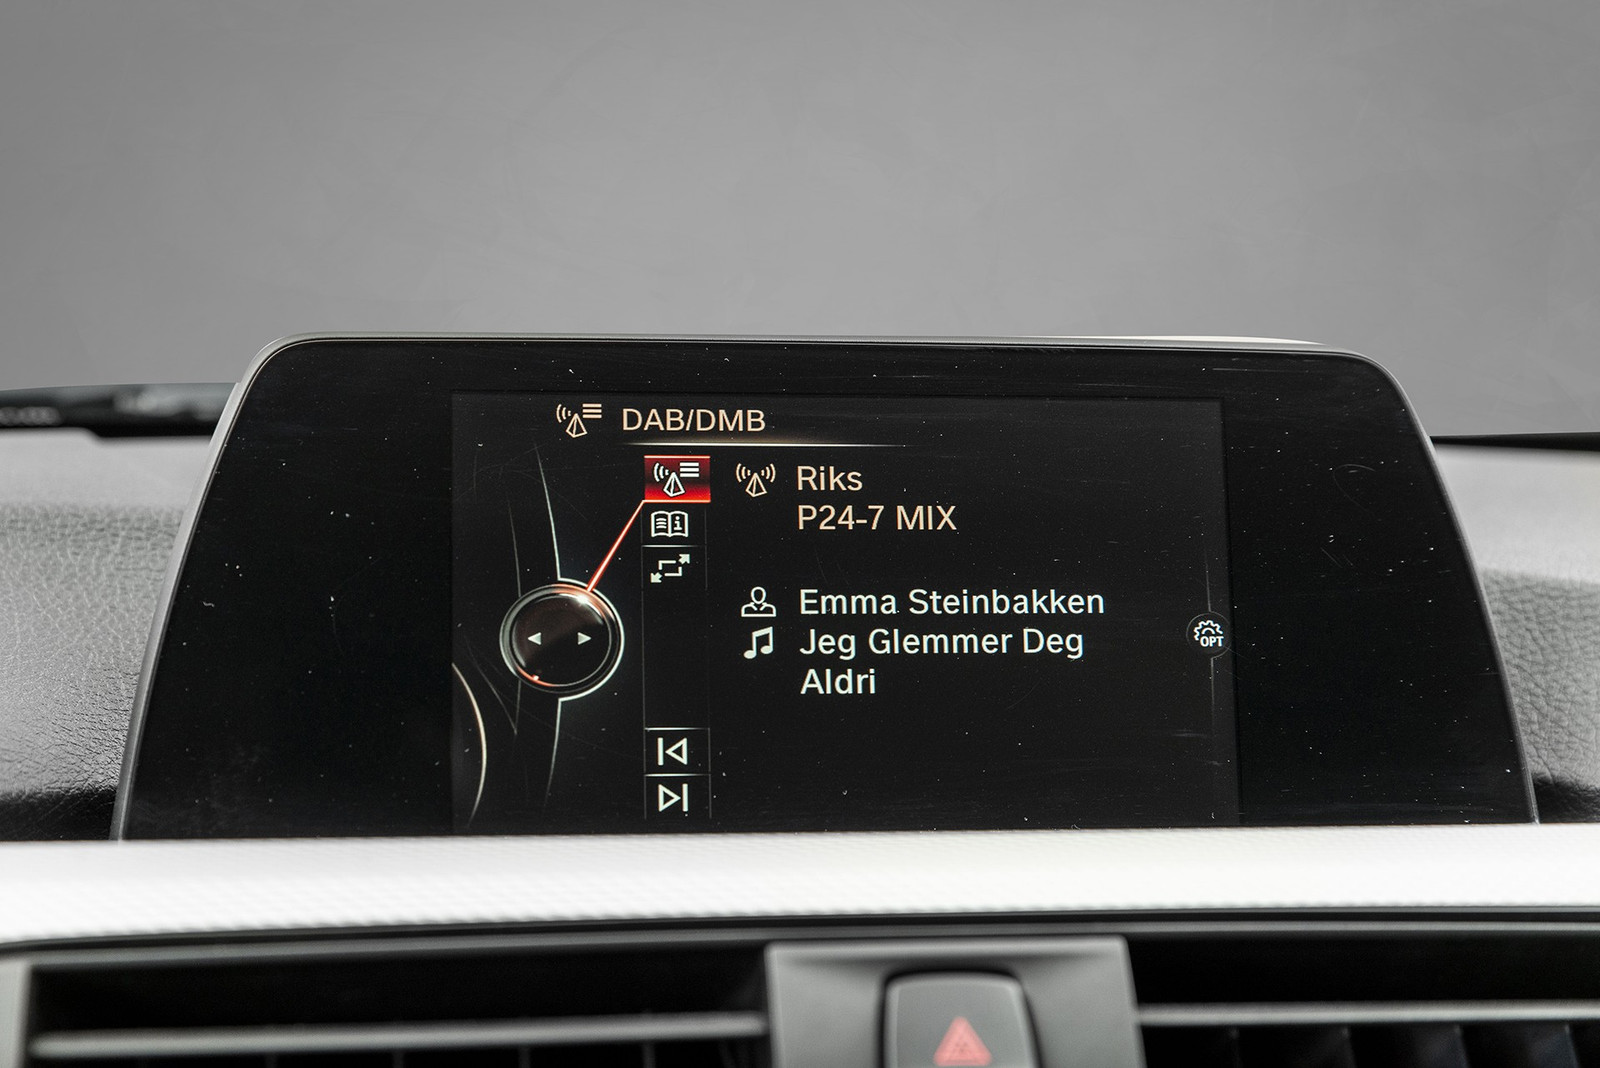 DAB/DMB
Riks
P24-7 MIX
Emma Steinbakken
Jeg Glemmer Deg
Aldri
OPT